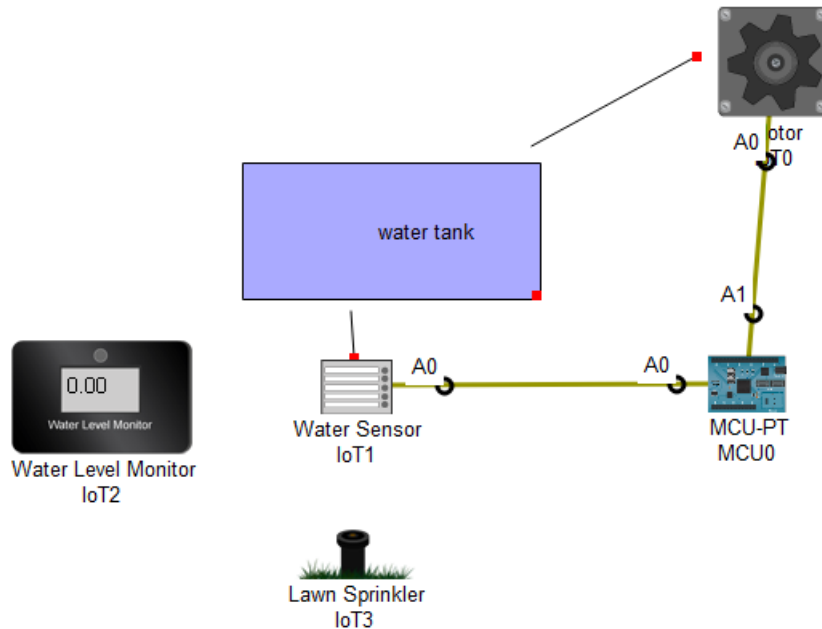 A0
otor
T0
water tank
A1
0.00
Water Level Monitor
A0
A0
Water Level Monitor
IoT2
Water Sensor
IoT1
MCU-PT
MCU0
Lawn Sprinkler
IoT3